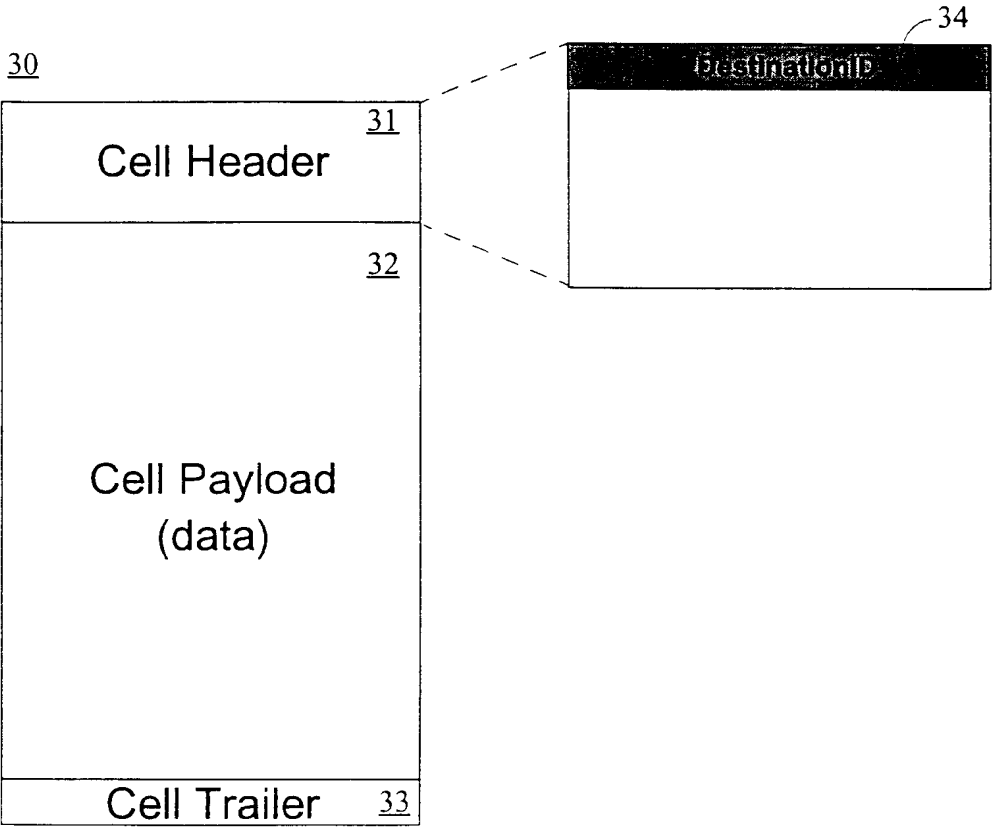 34
30
DestinationID
31
Cell Header
32
Cell Payload
(data)
Cell Trailer 33